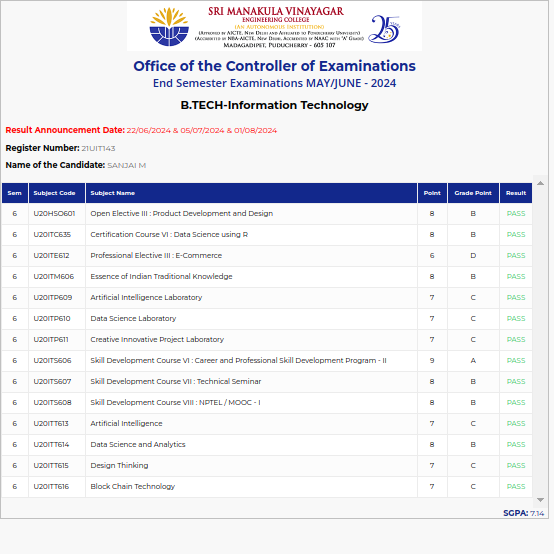 SRI MANAKULA VINAYAGAR
ENGINEERING COLLEGE
(AN AUTONOMOUS INSTITUTION)
(APPROVED BY AICTE, NEW DELHI AND AFFILIATED TO PONDICHERRY UNIVERSITY)
(ACCREDITED BY NBA-AICTE, NEW DELHI, ACCREDITED BY NAAC WITH "A" GRADE)
MADAGADIPET, PUDUCHERRY - 605 107
25
Office of the Controller of Examinations
End Semester Examinations MAY/JUNE - 2024
B.TECH-Information Technology
Result Announcement Date: 22/06/2024 & 05/07/2024 & 01/08/2024
Register Number: 21UIT143
Name of the Candidate: SANJAI M
Sem Subject Code Subject Name Point Grade Point Result
6 U20HSO601 Open Elective III : Product Development and Design 8 B PASS
6 U20ITC635 Certification Course VI : Data Science using R 8 B PASS
6 U20ITE612 Professional Elective III : E-Commerce 6 D PASS
6 U20ITM606 Essence of Indian Traditional Knowledge 8 B PASS
6 U20ITP609 Artificial Intelligence Laboratory 7 C PASS
6 U20ITP610 Data Science Laboratory 7 C PASS
6 U20ITP611 Creative Innovative Project Laboratory 7 C PASS
6 U20ITS606 Skill Development Course VI : Career and Professional Skill Development Program - II 9 A PASS
6 U20ITS607 Skill Development Course VII : Technical Seminar 8 B PASS
6 U20ITS608 Skill Development Course VIII : NPTEL / MOOC - I 8 B PASS
6 U20ITT613 Artificial Intelligence 7 C PASS
6 U20ITT614 Data Science and Analytics 8 B PASS
6 U20ITT615 Design Thinking 7 C PASS
6 U20ITT616 Block Chain Technology 7 C PASS
SGPA: 7.14